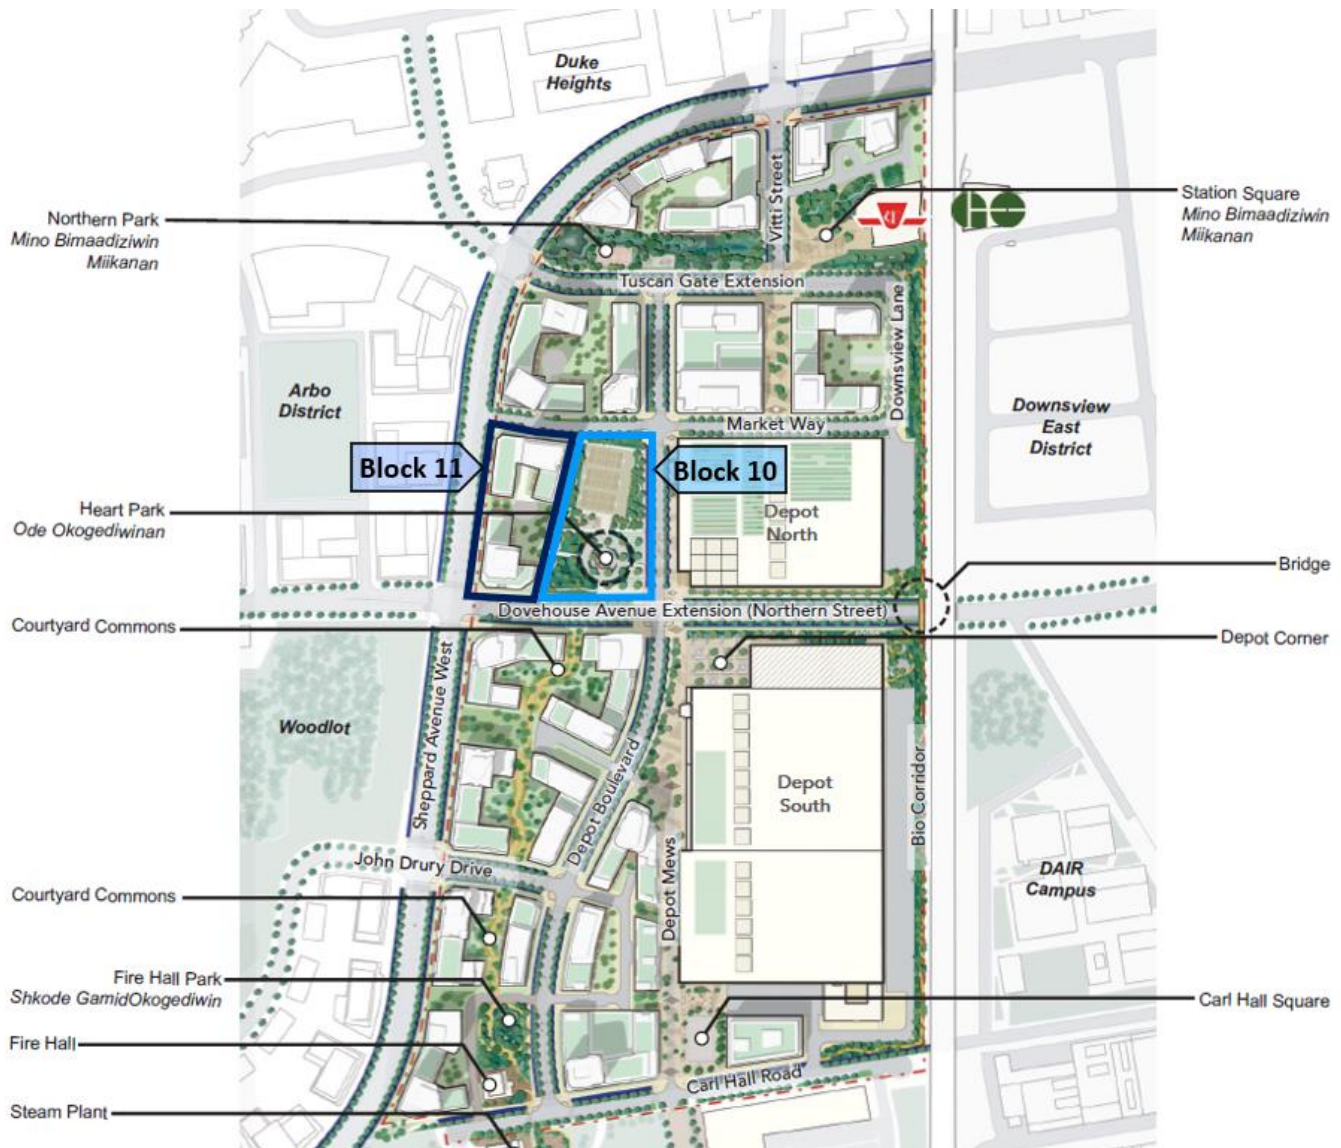 Duke
Heights
Northern Park
Mino Bimaadiziwin
Miikanan
Vitti Street
Station Square
Mino Bimaadiziwin
Miikanan
GO
Tuscan Gate Extension
Downsview Lane
Arbo
District
Downsview
East
District
Market Way
Block 11
Block 10
Heart Park
Ode Okogediwinan
Depot
North
Bridge
Dovehouse Avenue Extension (Northern Street)
Courtyard Commons
Depot Corner
Sheppard Avenue West
Woodlot
Depot Boulevard
Depot
South
Bio Corridor
John Drury Drive
Depot Mews
DAIR
Campus
Courtyard Commons
Fire Hall Park
Shkode GamidOkogediwin
Carl Hall Square
Fire Hall
Carl Hall Road
Steam Plant